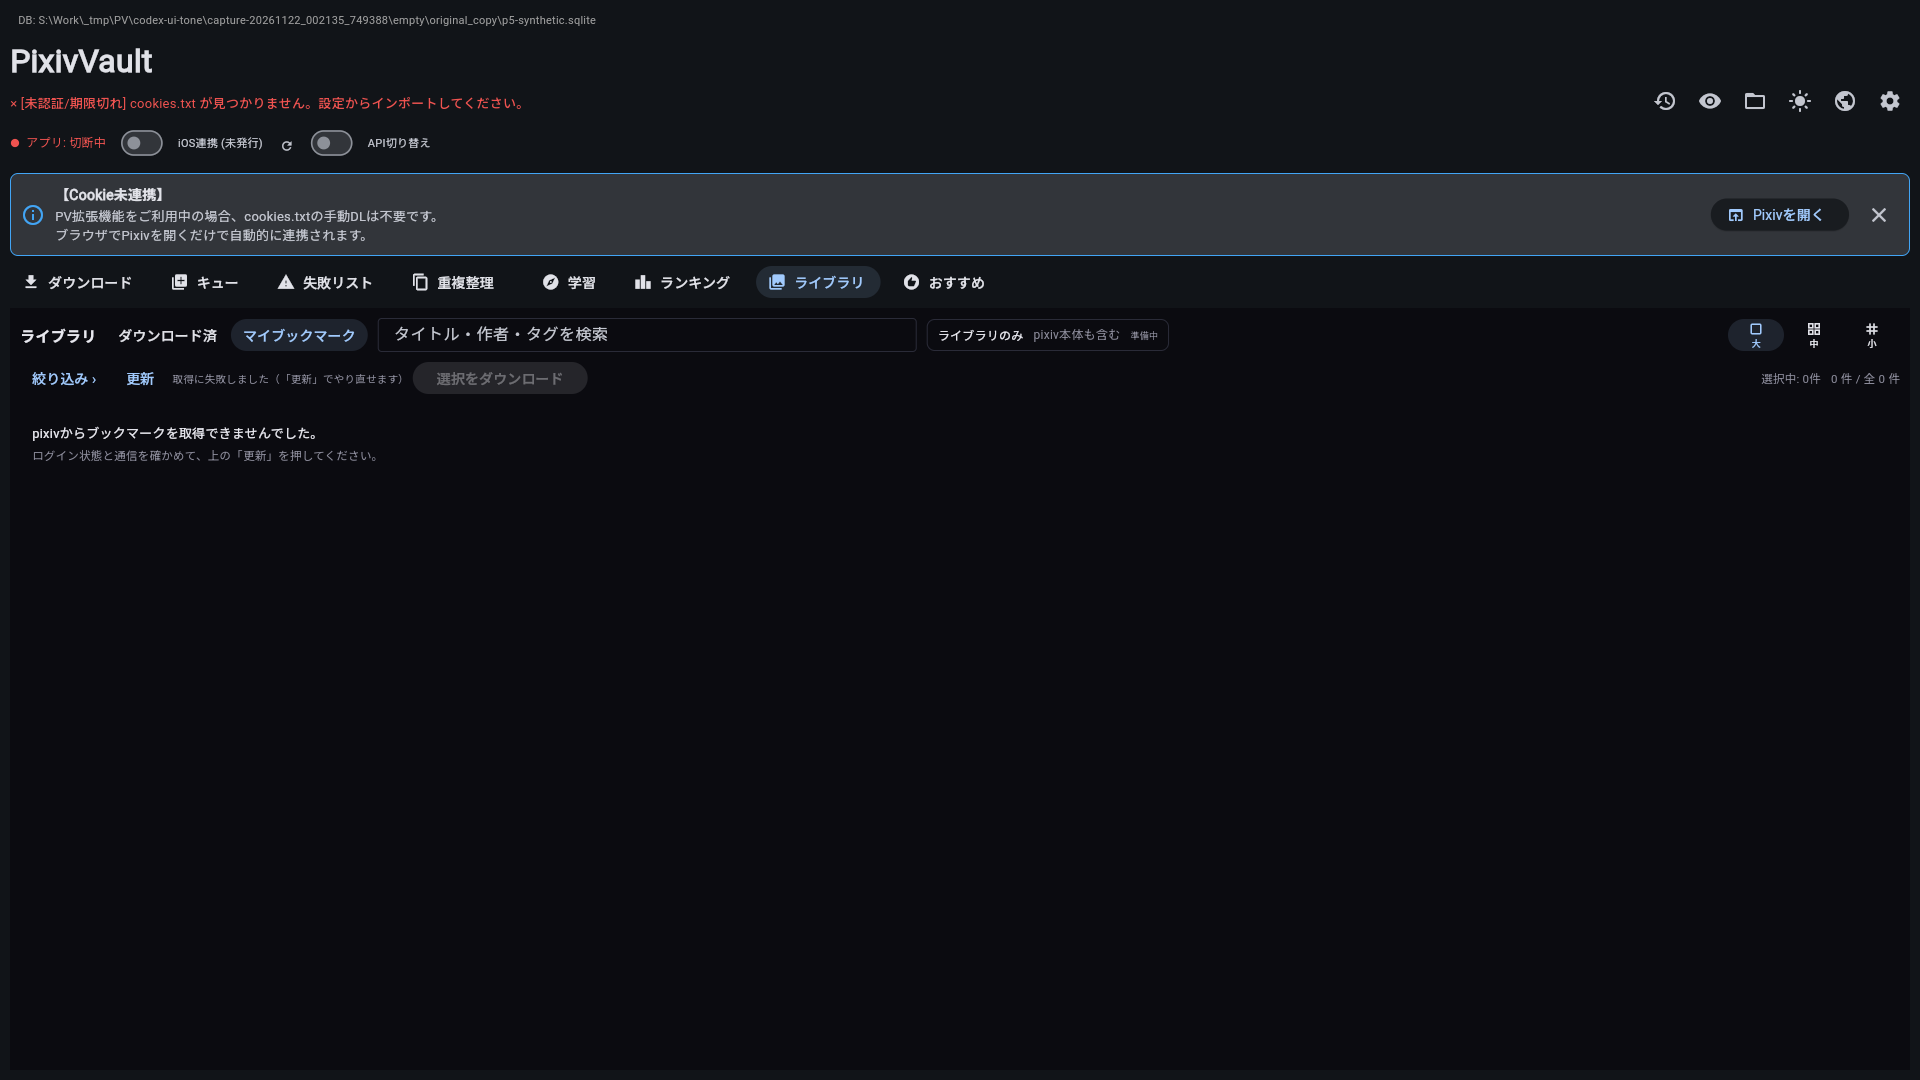 DB: S:\Work\_tmp\PV\codex-ui-tone\capture-20261122_002135_749388\empty\original_copy\p5-synthetic.sqlite
PixivVault
× [未認証/期限切れ] cookies.txt が見つかりません。設定からインポートしてください。
アプリ: 切断中 iOS連携 (未発行) API切り替え
【Cookie未連携】
PV拡張機能をご利用中の場合、cookies.txtの手動DLは不要です。
ブラウザでPixivを開くだけで自動的に連携されます。
Pixivを開く
ダウンロード キュー 失敗リスト 重複整理 学習 ランキング ライブラリ おすすめ
ライブラリ ダウンロード済 マイブックマーク タイトル・作者・タグを検索 ライブラリのみ pixiv本体も含む 準備中 大 中 小
絞り込み › 更新 取得に失敗しました（「更新」でやり直せます） 選択をダウンロード 選択中: 0件 0 件 / 全 0 件
pixivからブックマークを取得できませんでした。
ログイン状態と通信を確かめて、上の「更新」を押してください。